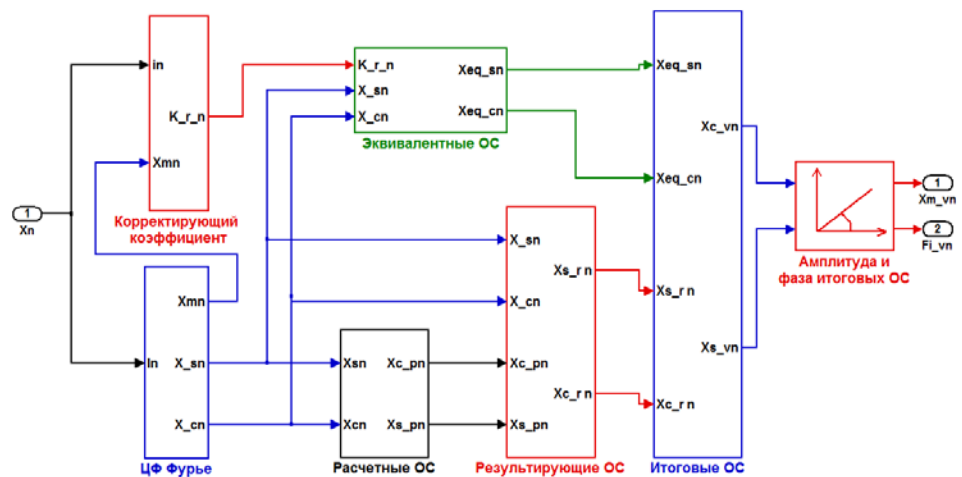 1
Xn
in
Xmn
K_r_n
Корректирующий
коэффициент
In
Xmn
X_sn
X_cn
ЦФ Фурье
K_r_n
X_sn
X_cn
Xeq_sn
Xeq_cn
Эквивалентные ОС
Xsn
Xcn
Xc_pn
Xs_pn
Расчетные ОС
X_sn
X_cn
Xc_pn
Xs_pn
Xs_r n
Xc_r n
Результирующие ОС
Xeq_sn
Xeq_cn
Xs_r n
Xc_r n
Xc_vn
Xs_vn
Итоговые ОС
Амплитуда и
фаза итоговых ОС
1
Xm_vn
2
Fi_vn